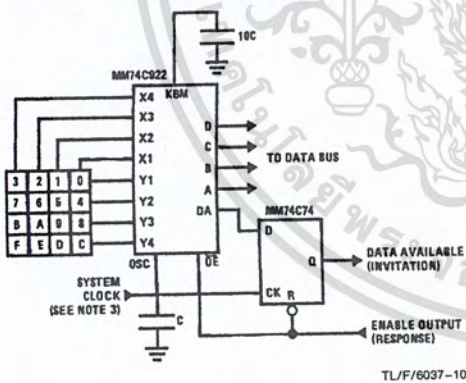 10C
MM74C922
KBM
X4
X3
X2
X1
Y1
Y2
Y3
Y4
D
C
B
A
DA
OSC
OE
TO DATA BUS
3 2 1 0
7 6 5 4
B A 9 8
F E D C
MM74C74
D
Q
CK
R
DATA AVAILABLE
(INVITATION)
SYSTEM
CLOCK
(SEE NOTE 3)
C
ENABLE OUTPUT
(RESPONSE)
TL/F/6037-10